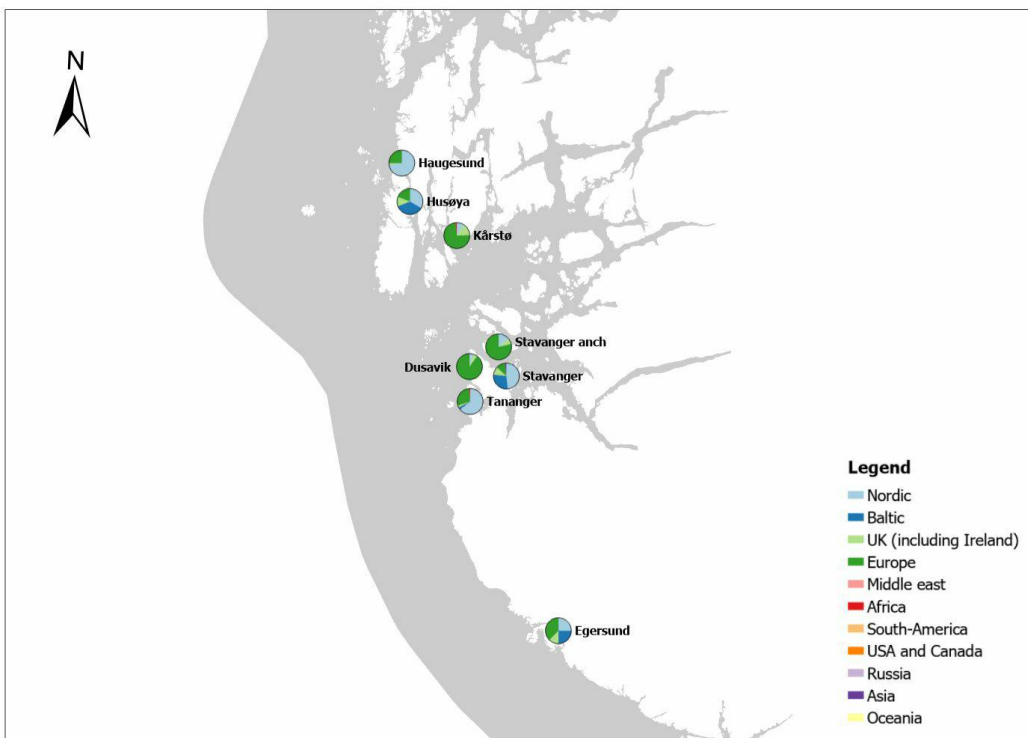 N
Haugesund
Husøya
Kårstø
Stavanger anch
Dusavik
Stavanger
Tananger
Egersund
Legend
Nordic
Baltic
UK (including Ireland)
Europe
Middle east
Africa
South-America
USA and Canada
Russia
Asia
Oceania